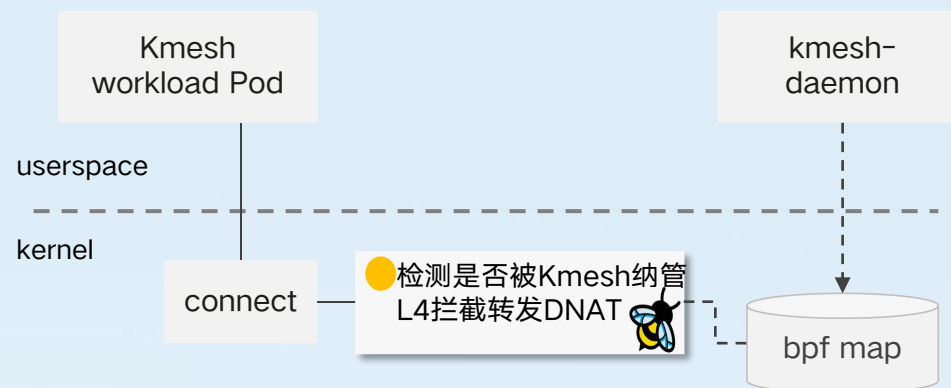 Kmesh
workload Pod
kmesh-
daemon
userspace
kernel
connect
检测是否被Kmesh纳管
L4拦截转发DNAT
bpf map